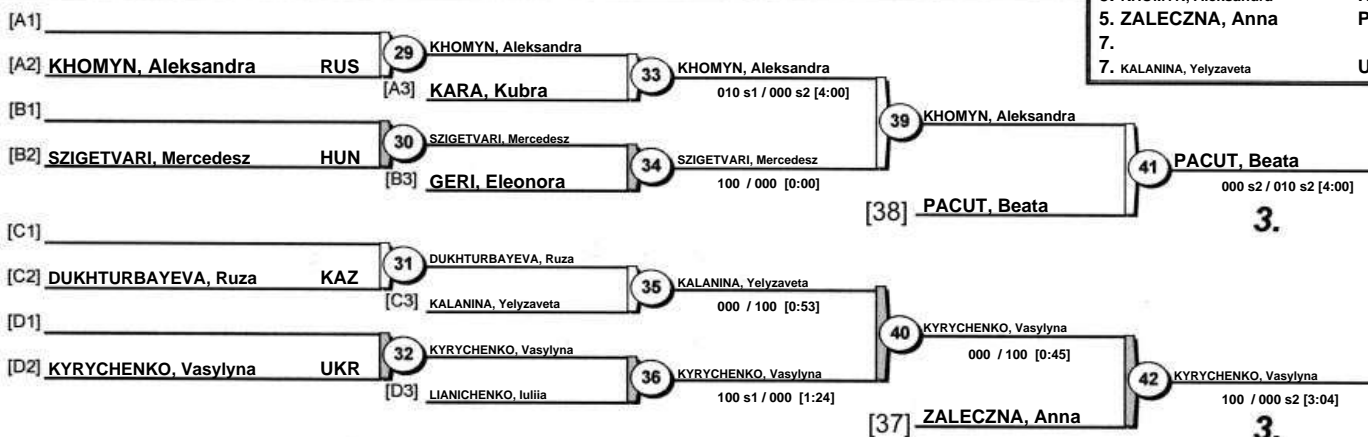 5. ZALECZNA, Anna P
7.
7. KALANINA, Yelyzaveta U
[A1]
[A2] KHOMYN, Aleksandra RUS
29
KHOMYN, Aleksandra
[A3] KARA, Kubra
33
KHOMYN, Aleksandra
010 s1 / 000 s2 [4:00]
[B1]
[B2] SZIGETVARI, Mercedesz HUN
30
SZIGETVARI, Mercedesz
[B3] GERI, Eleonora
34
SZIGETVARI, Mercedesz
100 / 000 [0:00]
39
KHOMYN, Aleksandra
[38] PACUT, Beata
41
PACUT, Beata
000 s2 / 010 s2 [4:00]
3.
[C1]
[C2] DUKHTURBAYEVA, Ruza KAZ
31
DUKHTURBAYEVA, Ruza
[C3] KALANINA, Yelyzaveta
35
KALANINA, Yelyzaveta
000 / 100 [0:53]
[D1]
[D2] KYRYCHENKO, Vasylyna UKR
32
KYRYCHENKO, Vasylyna
[D3] LIANICHENKO, Iuliia
36
KYRYCHENKO, Vasylyna
100 s1 / 000 [1:24]
40
KYRYCHENKO, Vasylyna
000 / 100 [0:45]
[37] ZALECZNA, Anna
42
KYRYCHENKO, Vasylyna
100 / 000 s2 [3:04]
3.